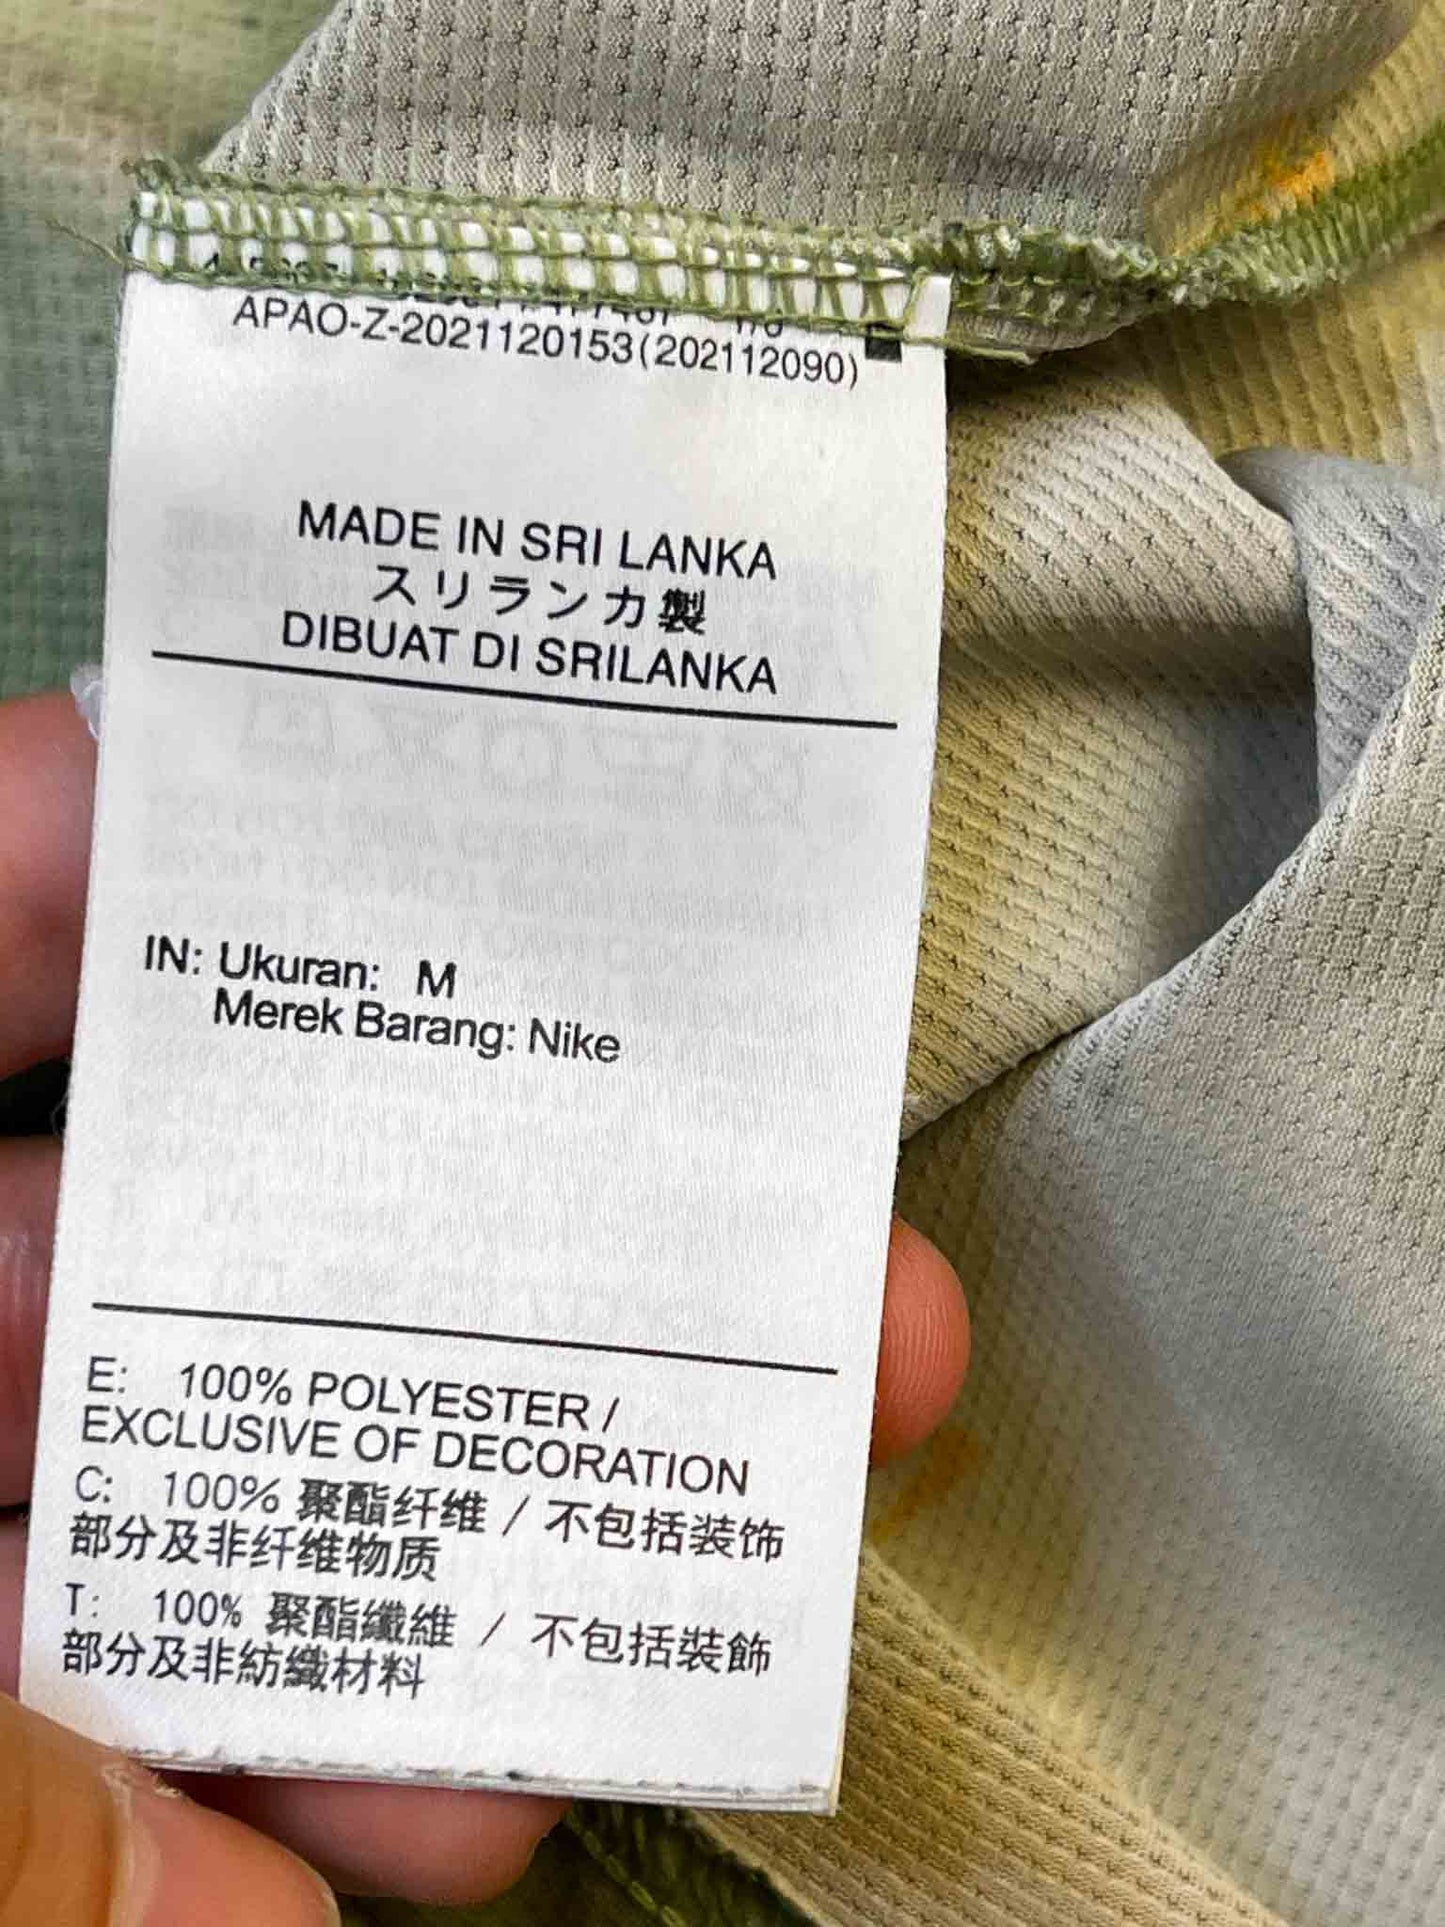 APAO-Z-2021120153(202112090)
MADE IN SRI LANKA
スリランカ製
DIBUAT DI SRILANKA
IN: Ukuran: M
Merek Barang: Nike
E: 100% POLYESTER /
EXCLUSIVE OF DECORATION
C: 100% 聚酯纤维 / 不包括装饰
部分及非纤维物质
T: 100% 聚酯纖維 / 不包括裝飾
部分及非紡織材料